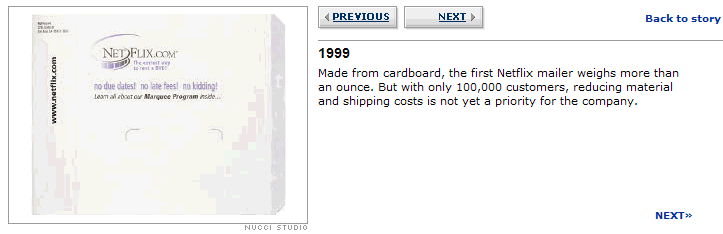 NETFLIX.COM
The easiest way
to rent a DVD!
no due dates! no late fees! no kidding!
Learn all about our Marquee Program inside...
www.netflix.com
NUCCI STUDIO
PREVIOUS
NEXT
Back to story
1999
Made from cardboard, the first Netflix mailer weighs more than
an ounce. But with only 100,000 customers, reducing material
and shipping costs is not yet a priority for the company.
NEXT»